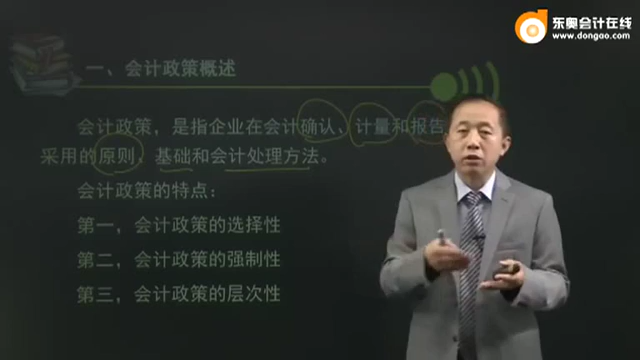 东奥会计在线
www.dongao.com
一、会计政策概述
会计政策，是指企业在会计确认、计量和报告
采用的原则、基础和会计处理方法。
会计政策的特点：
第一，会计政策的选择性
第二，会计政策的强制性
第三，会计政策的层次性